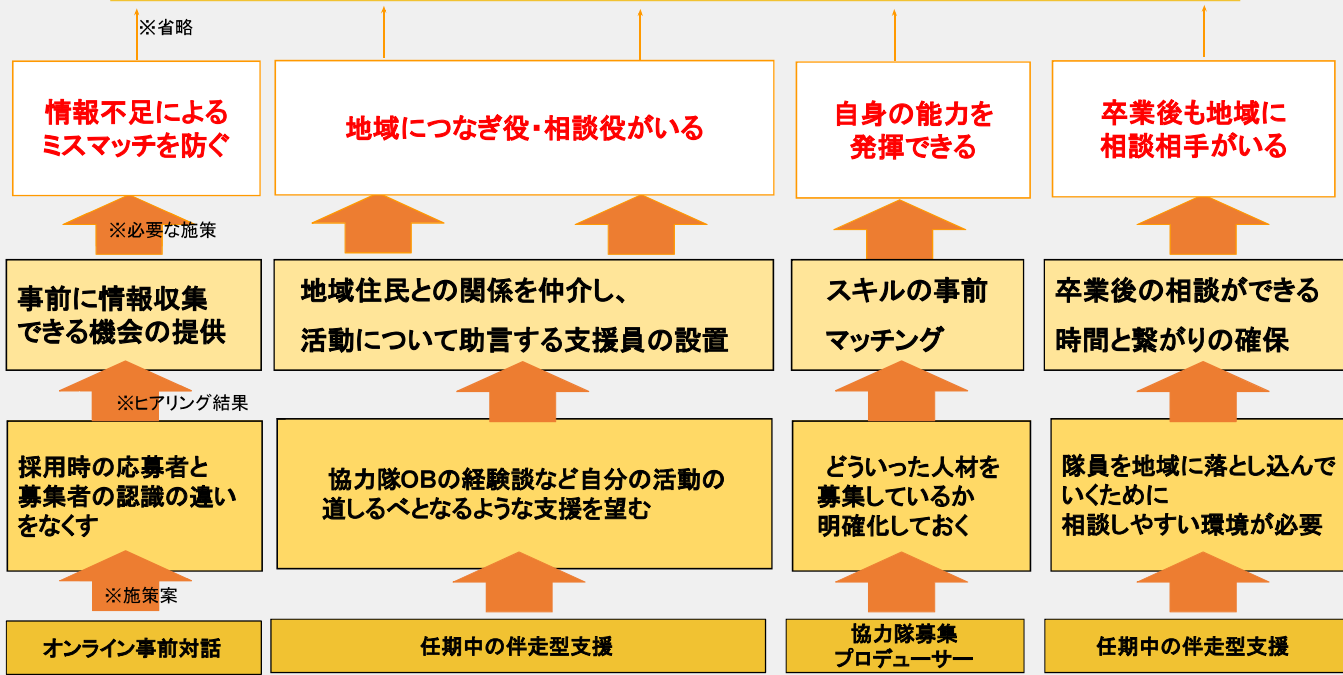 ※省略
情報不足による
ミスマッチを防ぐ
地域につなぎ役・相談役がいる
自身の能力を
発揮できる
卒業後も地域に
相談相手がいる
※必要な施策
事前に情報収集
できる機会の提供
地域住民との関係を仲介し、
活動について助言する支援員の設置
スキルの事前
マッチング
卒業後の相談ができる
時間と繋がりの確保
※ヒアリング結果
採用時の応募者と
募集者の認識の違い
をなくす
協力隊OBの経験談など自分の活動の
道しるべとなるような支援を望む
どういった人材を
募集しているか
明確化しておく
隊員を地域に落とし込んで
いくために
相談しやすい環境が必要
※施策案
オンライン事前対話
任期中の伴走型支援
協力隊募集
プロデューサー
任期中の伴走型支援